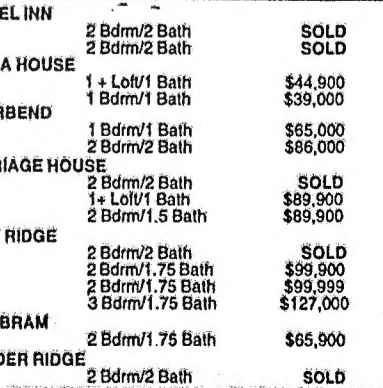 EL INN
2 Bdrm/2 Bath SOLD
2 Bdrm/2 Bath SOLD
A HOUSE
1 + Loft/1 Bath $44,900
1 Bdrm/1 Bath $39,000
RBEND
1 Bdrm/1 Bath $65,000
2 Bdrm/2 Bath $86,000
RIAGE HOUSE
2 Bdrm/2 Bath SOLD
1+ Loft/1 Bath $89,900
2 Bdrm/1.5 Bath $89,900
RIDGE
2 Bdrm/2 Bath SOLD
2 Bdrm/1.75 Bath $99,900
2 Bdrm/1.75 Bath $99,999
3 Bdrm/1.75 Bath $127,000
BRAM
2 Bdrm/1.75 Bath $65,900
DER RIDGE
2 Bdrm/2 Bath SOLD